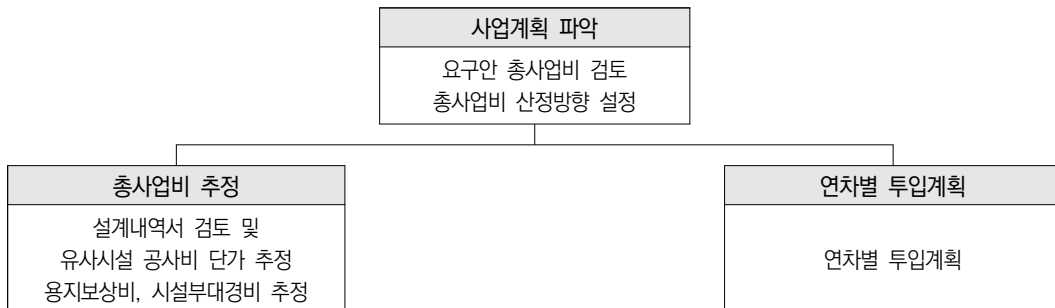 사업계획 파악
요구안 총사업비 검토
총사업비 산정방향 설정
총사업비 추정
설계내역서 검토 및
유사시설 공사비 단가 추정
용지보상비, 시설부대경비 추정
연차별 투입계획
연차별 투입계획